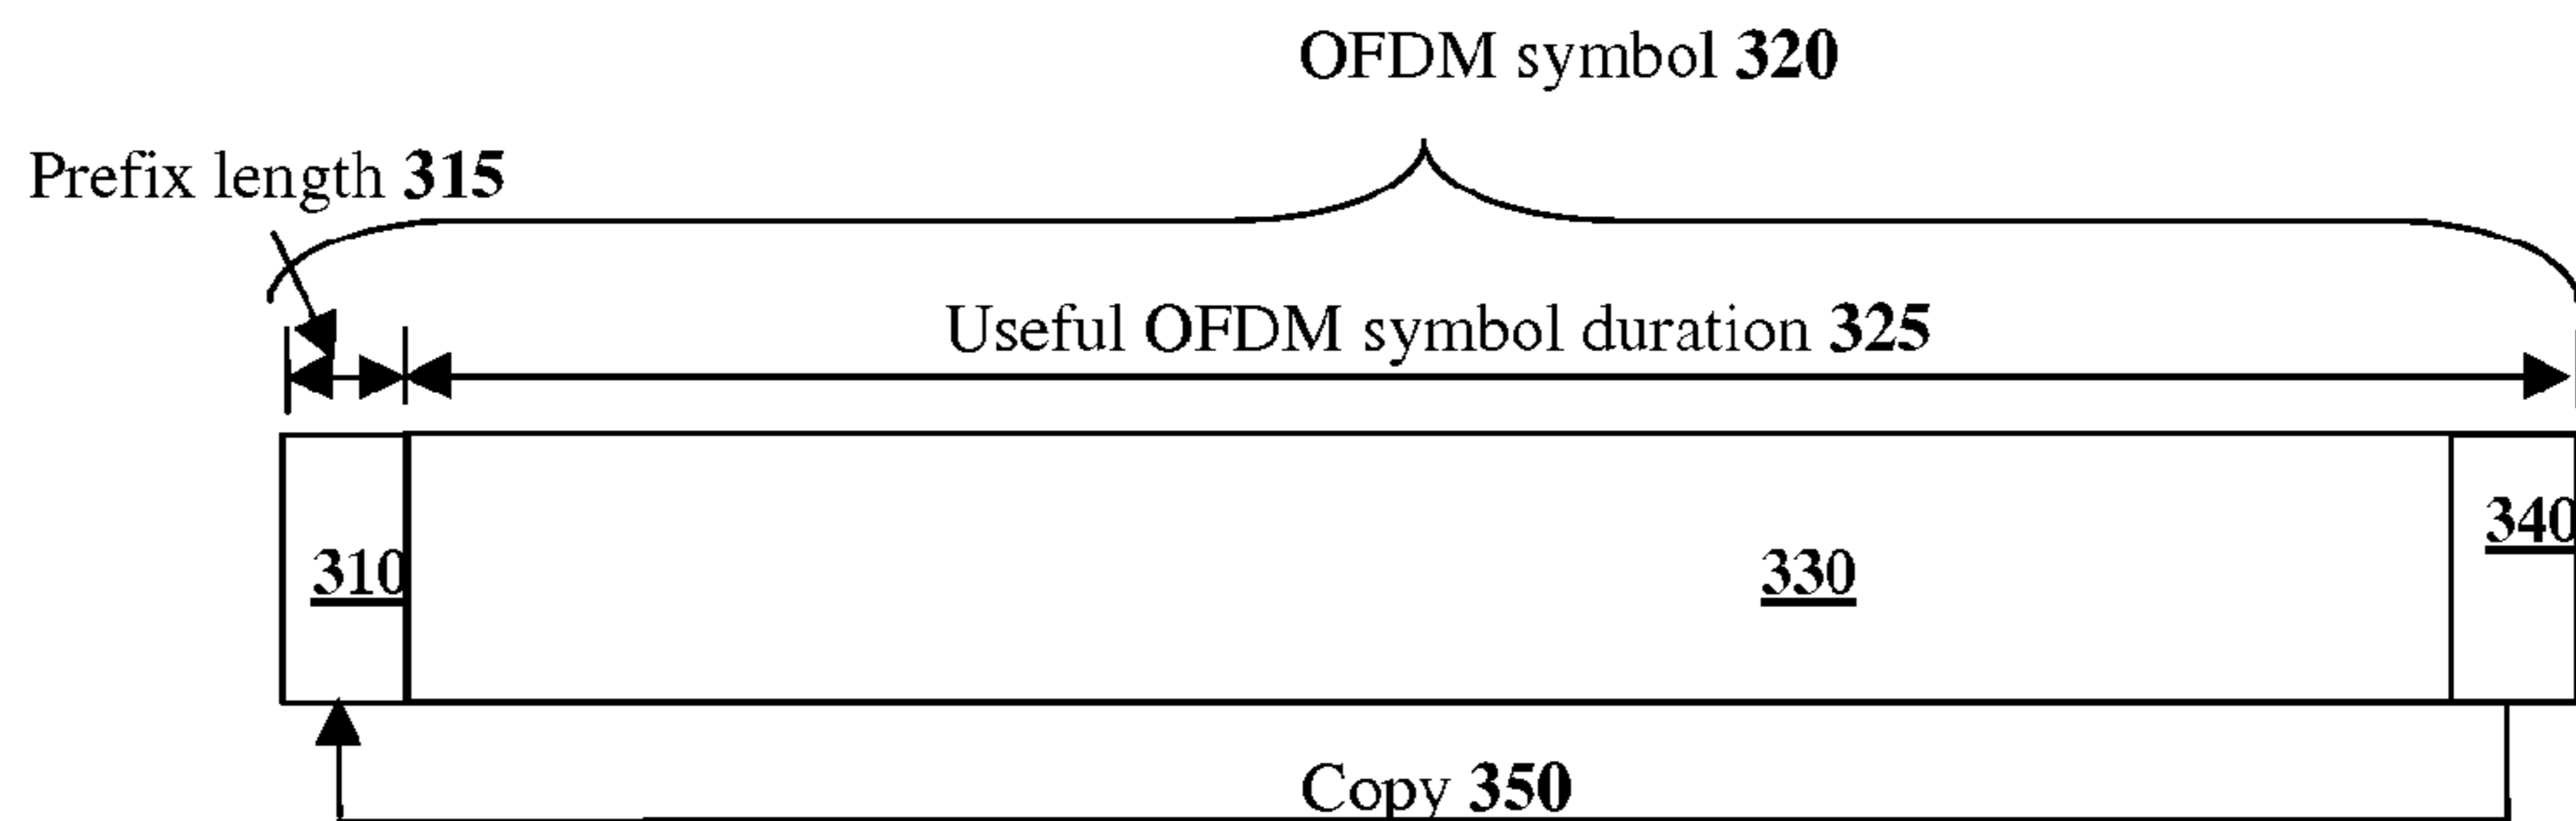 OFDM symbol 320
Prefix length 315
Useful OFDM symbol duration 325
310
330
340
Copy 350